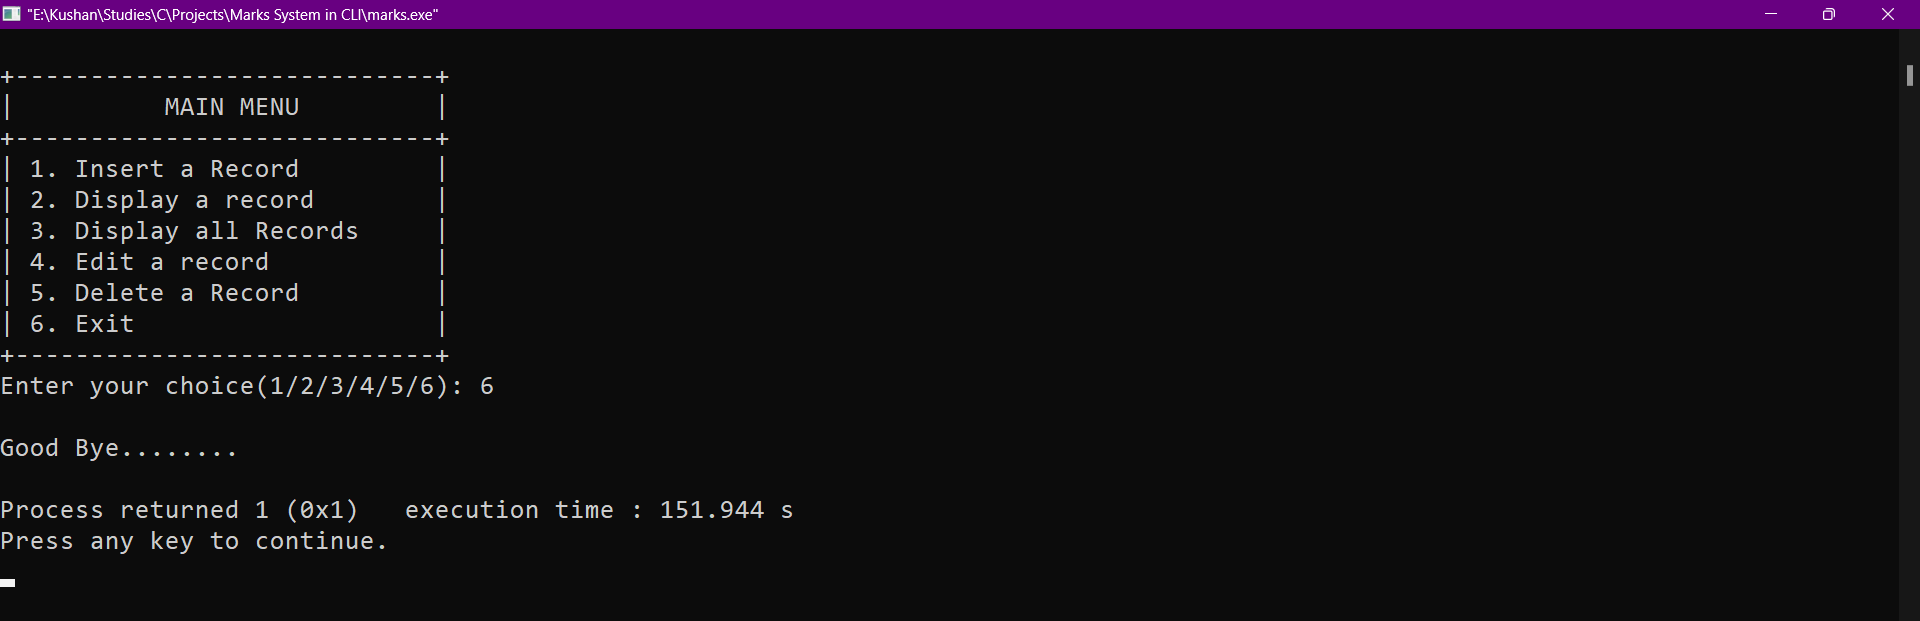 "E:\Kushan\Studies\C\Projects\Marks System in CLI\marks.exe"
+----------------------------+
|          MAIN MENU         |
+----------------------------+
| 1. Insert a Record         |
| 2. Display a record        |
| 3. Display all Records     |
| 4. Edit a record           |
| 5. Delete a Record         |
| 6. Exit                    |
+----------------------------+
Enter your choice(1/2/3/4/5/6): 6
Good Bye........
Process returned 1 (0x1)   execution time : 151.944 s
Press any key to continue.